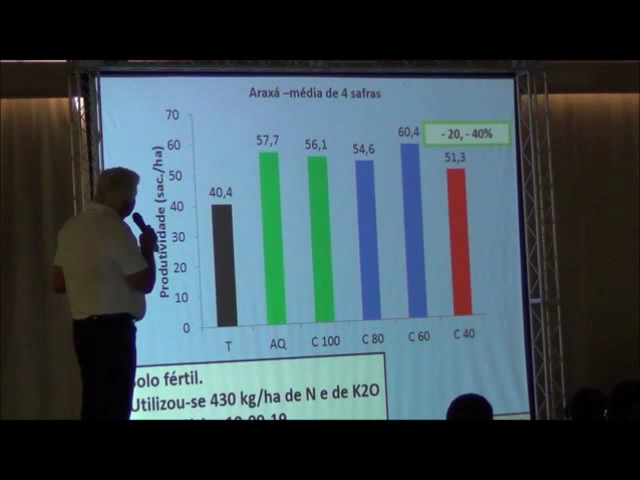 Araxá –média de 4 safras
- 20, - 40%
Produtividade (sac./ha)
70
60
50
40
30
20
10
0
40,4
57,7
56,1
54,6
60,4
51,3
T
AQ
C 100
C 80
C 60
C 40
olo fértil.
Utilizou-se 430 kg/ha de N e de K2O